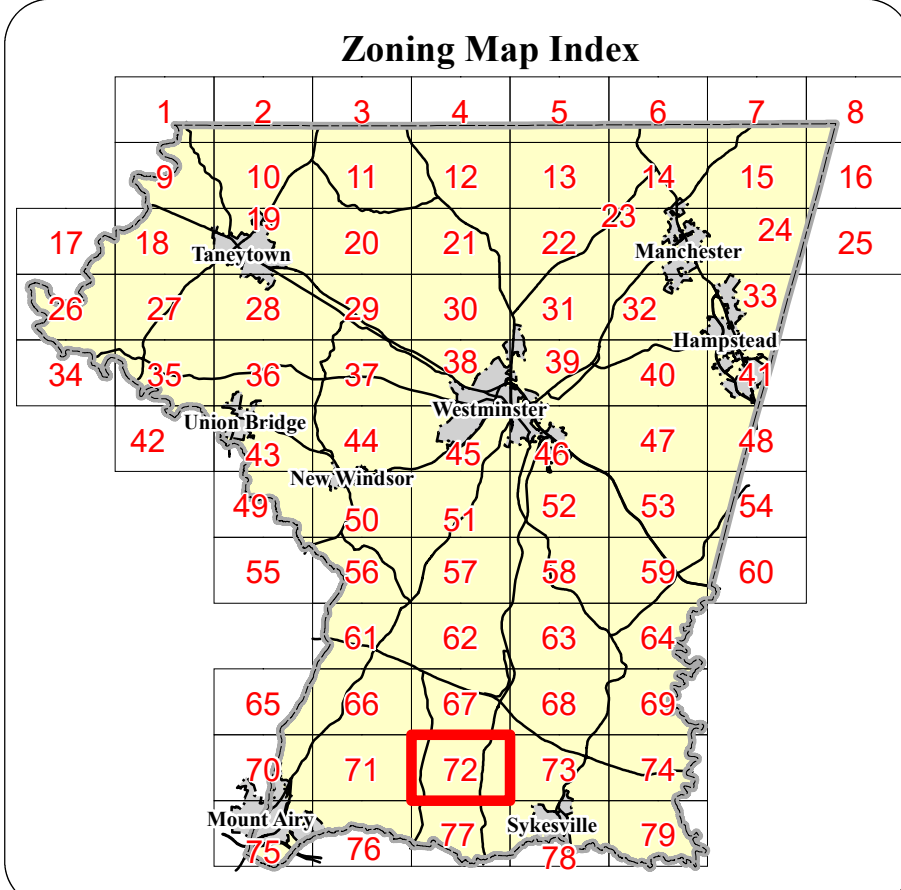 Zoning Map Index
1 2 3 4 5 6 7 8
9 10 11 12 13 14 15 16
17 18 19 20 21 22 23 24 25
Taneytown
Manchester
26 27 28 29 30 31 32 33
Hampstead
34 35 36 37 38 39 40 41
Westminster
Union Bridge
42 43 44 45 46 47 48
New Windsor
49 50 51 52 53 54
55 56 57 58 59 60
61 62 63 64
65 66 67 68 69
70 71 72 73 74
Mount Airy
Sykesville
75 76 77 78 79